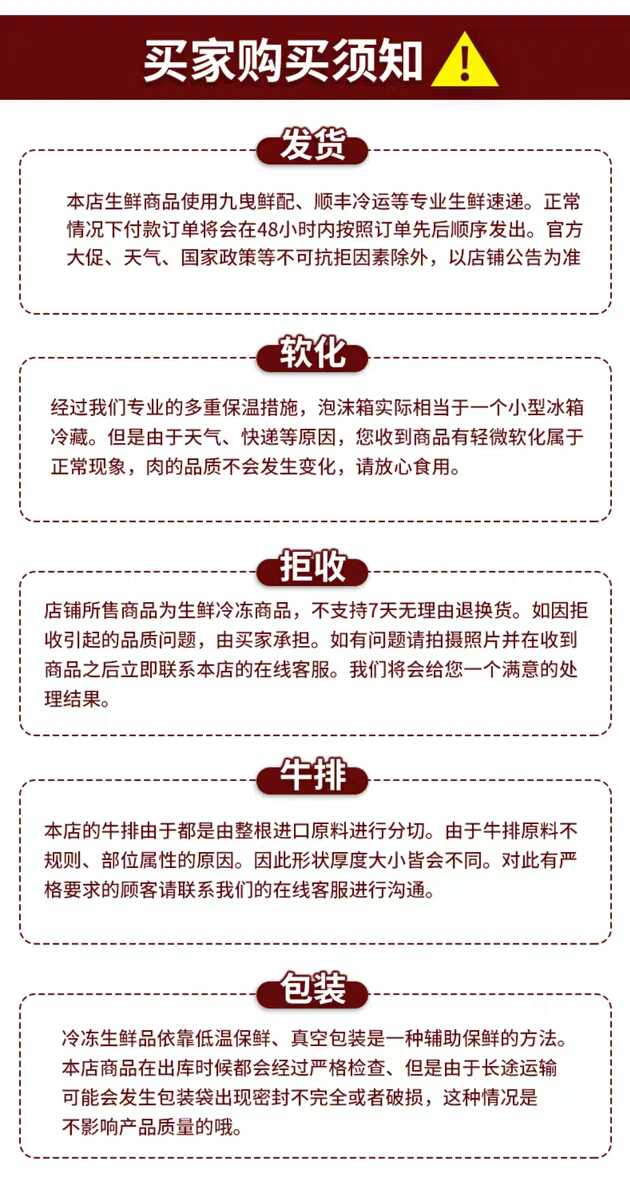 买家购买须知
发货
本店生鲜商品使用九曳鲜配、顺丰冷运等专业生鲜速递。正常
情况下付款订单将会在48小时内按照订单先后顺序发出。官方
大促、天气、国家政策等不可抗拒因素除外，以店铺公告为准
软化
经过我们专业的多重保温措施，泡沫箱实际相当于一个小型冰箱
冷藏。但是由于天气、快递等原因，您收到商品有轻微软化属于
正常现象，肉的品质不会发生变化，请放心食用。
拒收
店铺所售商品为生鲜冷冻商品，不支持7天无理由退换货。如因拒
收引起的品质问题，由买家承担。如有问题请拍摄照片并在收到
商品之后立即联系本店的在线客服。我们将会给您一个满意的处
理结果。
牛排
本店的牛排由于都是由整根进口原料进行分切。由于牛排原料不
规则、部位属性的原因。因此形状厚度大小皆会不同。对此有严
格要求的顾客请联系我们的在线客服进行沟通。
包装
冷冻生鲜品依靠低温保鲜、真空包装是一种辅助保鲜的方法。
本店商品在出库时候都会经过严格检查、但是由于长途运输
可能会发生包装袋出现密封不完全或者破损，这种情况是
不影响产品质量的哦。